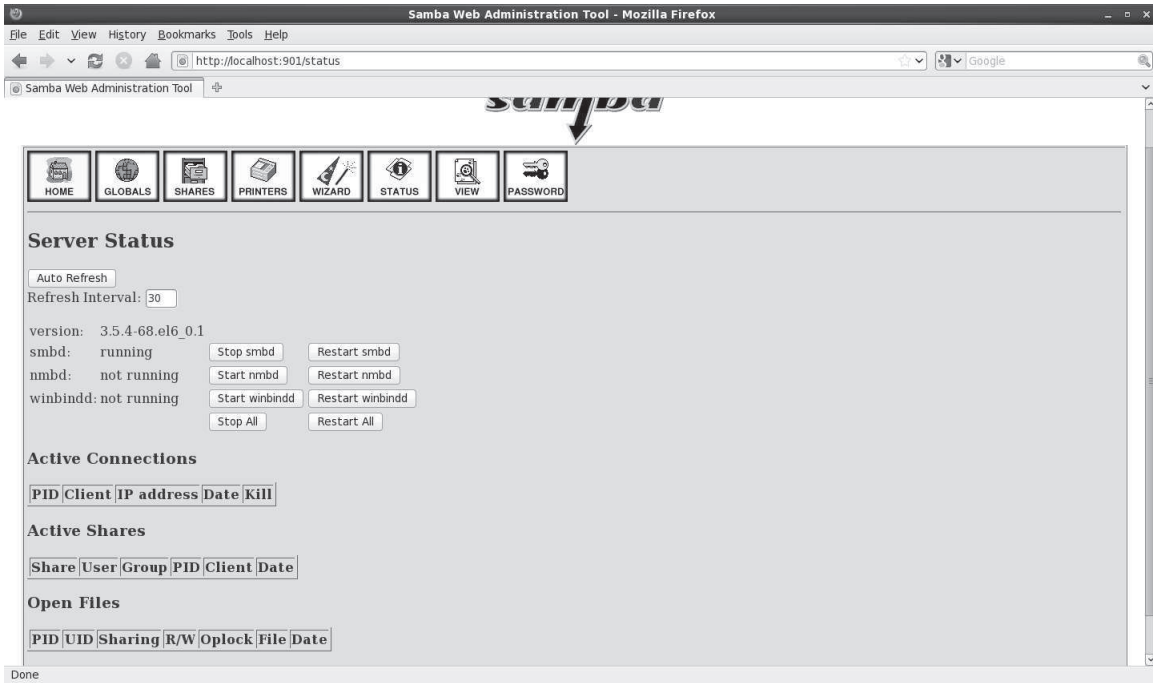 Samba Web Administration Tool - Mozilla Firefox
File Edit View History Bookmarks Tools Help
http://localhost:901/status
Google
Samba Web Administration Tool
samba
HOME GLOBALS SHARES PRINTERS WIZARD STATUS VIEW PASSWORD
Server Status
Auto Refresh
Refresh Interval: 30
version: 3.5.4-68.el6_0.1
smbd: running Stop smbd Restart smbd
nmbd: not running Start nmbd Restart nmbd
winbindd: not running Start winbindd Restart winbindd
Stop All Restart All
Active Connections
PID Client IP address Date Kill
Active Shares
Share User Group PID Client Date
Open Files
PID UID Sharing R/W Oplock File Date
Done